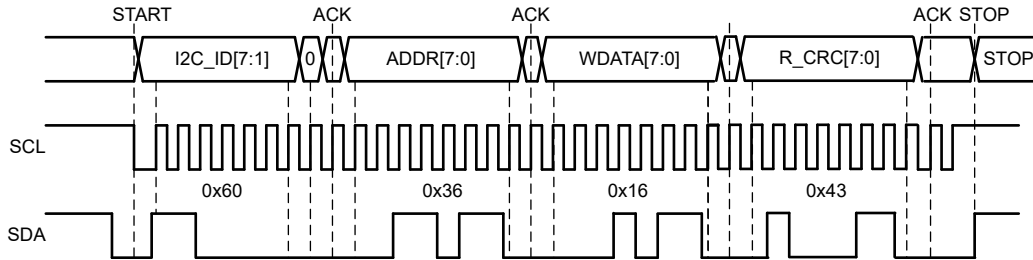 START ACK ACK ACK STOP
I2C_ID[7:1] 0 ADDR[7:0] WDATA[7:0] R_CRC[7:0] STOP
SCL
0x60 0x36 0x16 0x43
SDA